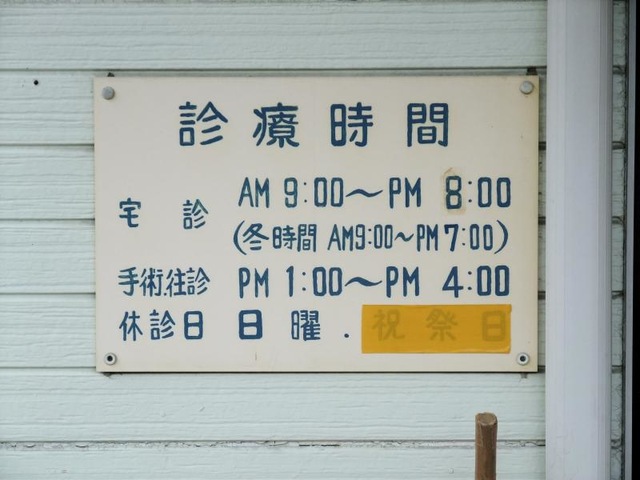 診療時間
宅診 AM 9:00～PM 8:00
(冬時間 AM9:00～PM7:00)
手術.往診 PM 1:00～PM 4:00
休診日 日曜.祝祭日